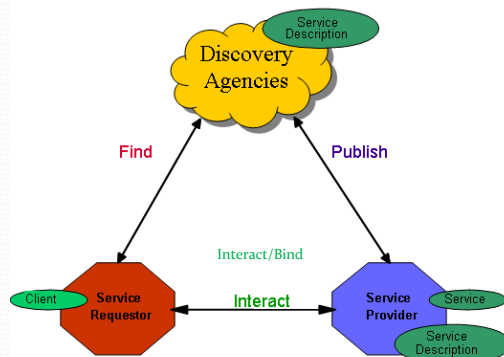 Service
Description
Discovery
Agencies
Find
Publish
Interact/Bind
Client
Service
Requestor
Interact
Service
Provider
Service
Service
Description